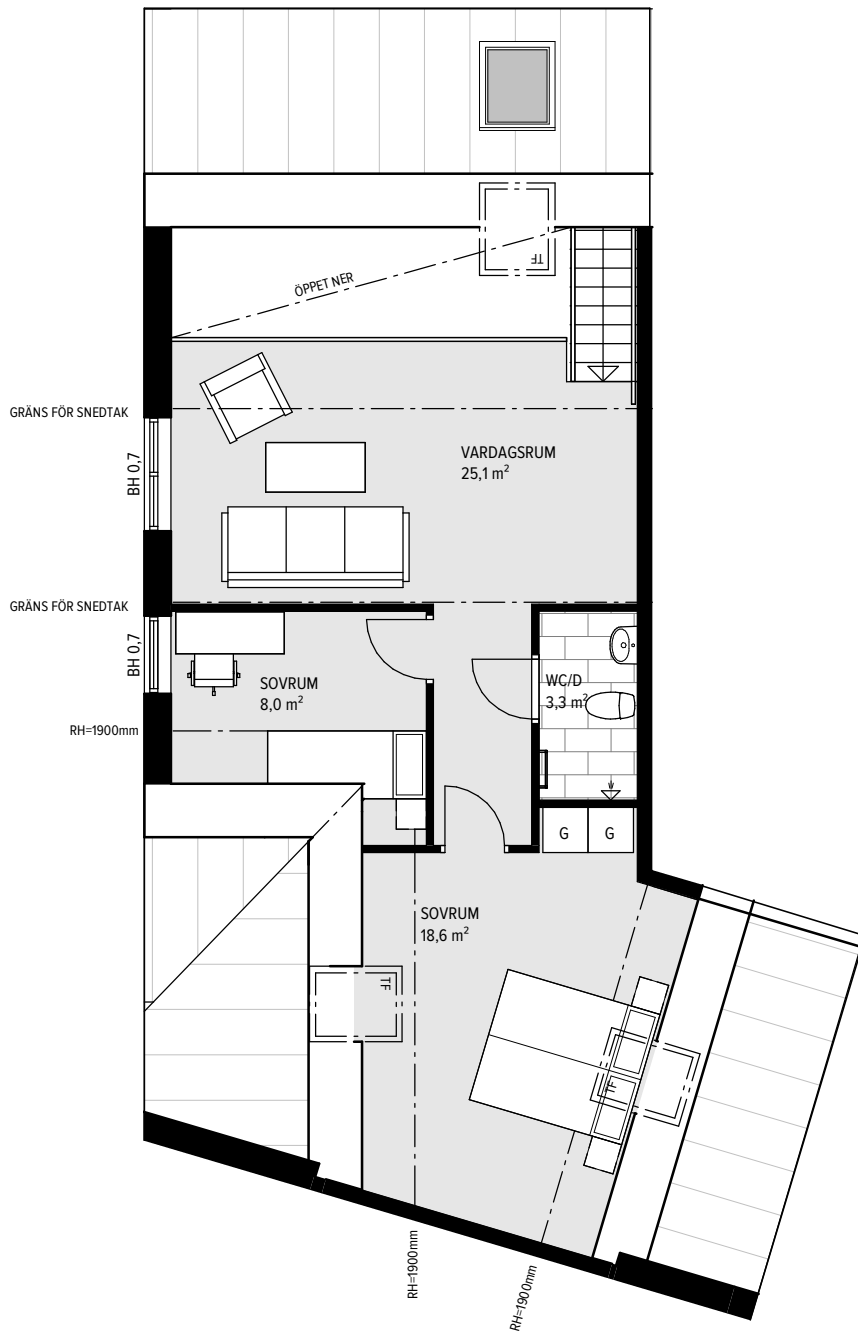 TF
ÖPPET NER
GRÄNS FÖR SNEDTAK
BH 0,7
VARDAGSRUM
25,1 m²
GRÄNS FÖR SNEDTAK
BH 0,7
SOVRUM
8,0 m²
WC/D
3,3 m²
RH=1900mm
G
G
SOVRUM
18,6 m²
TF
TF
RH=1900mm
RH=1900mm